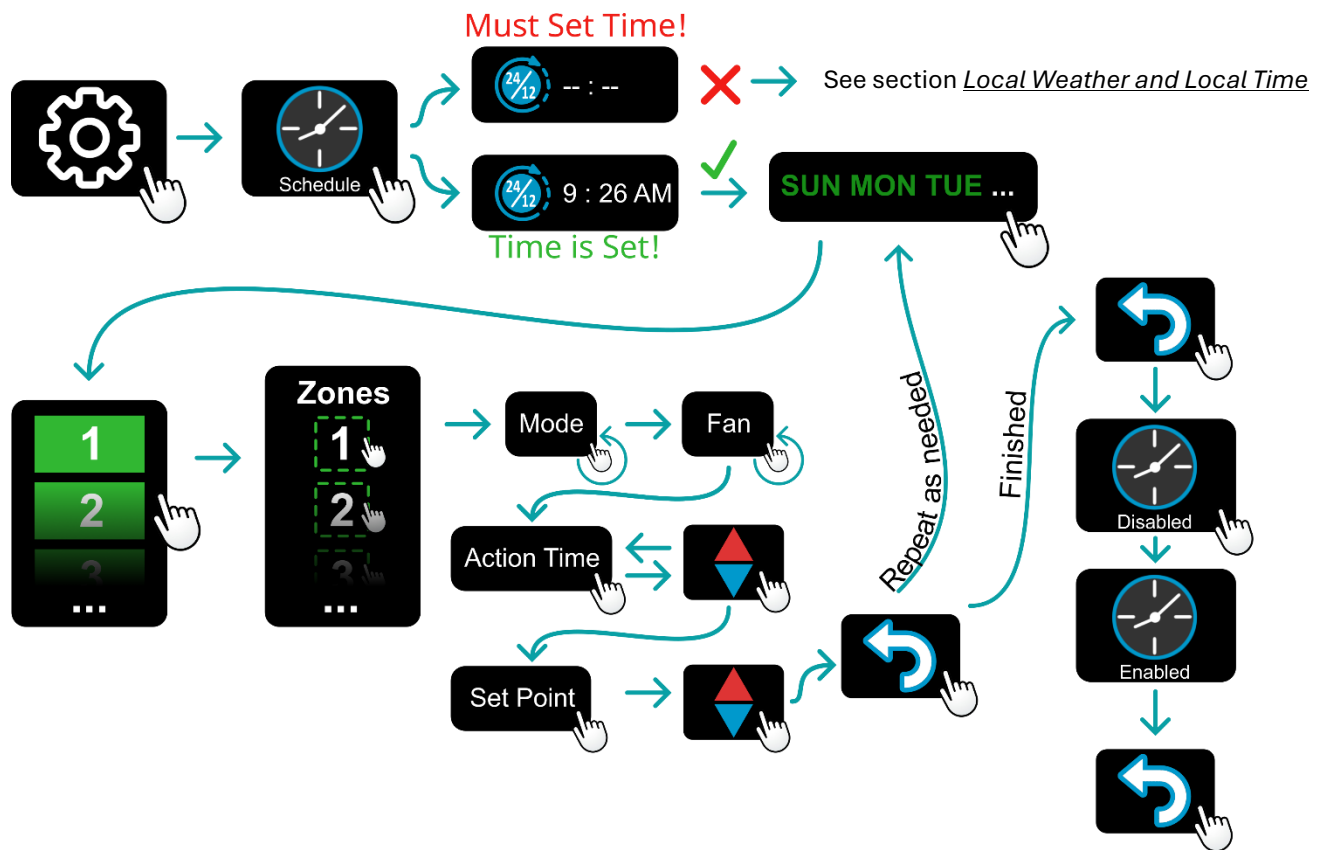 Must Set Time!
24/12 -- : --
See section Local Weather and Local Time
Schedule
24/12 9 : 26 AM
SUN MON TUE ...
Time is Set!
1
2
3
...
Zones
1
2
3
...
Mode
Fan
Action Time
Set Point
Repeat as needed
Finished
Disabled
Enabled